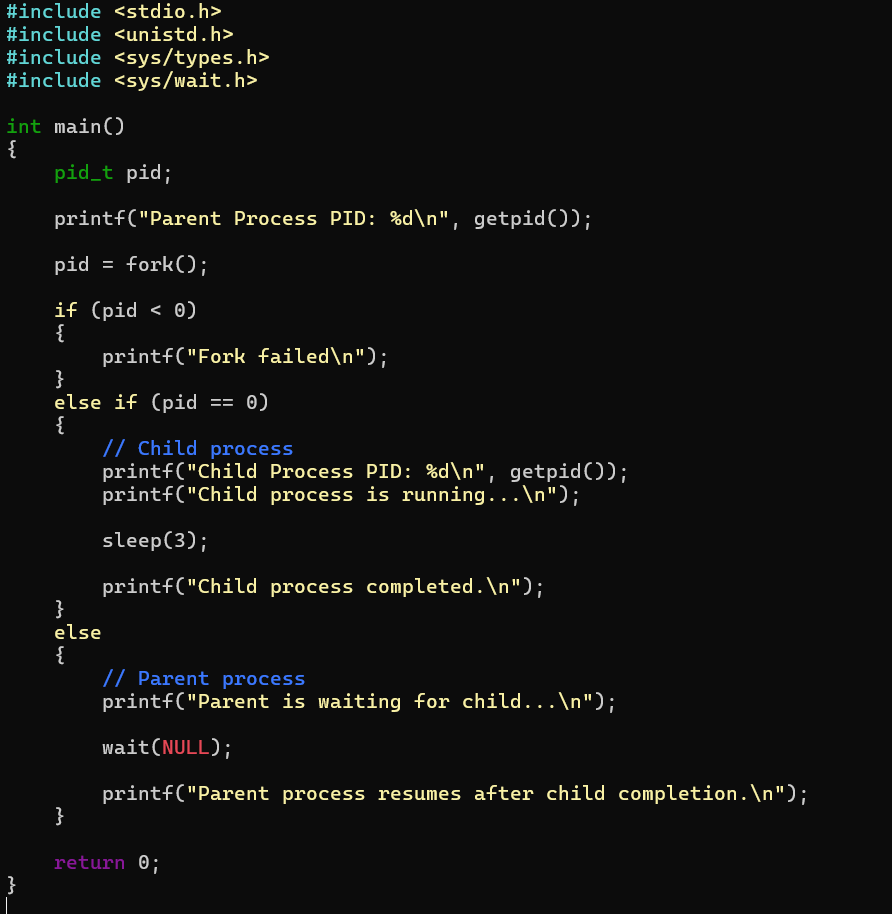 #include <stdio.h>
#include <unistd.h>
#include <sys/types.h>
#include <sys/wait.h>

int main()
{
    pid_t pid;

    printf("Parent Process PID: %d\n", getpid());

    pid = fork();

    if (pid < 0)
    {
        printf("Fork failed\n");
    }
    else if (pid == 0)
    {
        // Child process
        printf("Child Process PID: %d\n", getpid());
        printf("Child process is running...\n");

        sleep(3);

        printf("Child process completed.\n");
    }
    else
    {
        // Parent process
        printf("Parent is waiting for child...\n");

        wait(NULL);

        printf("Parent process resumes after child completion.\n");
    }

    return 0;
}